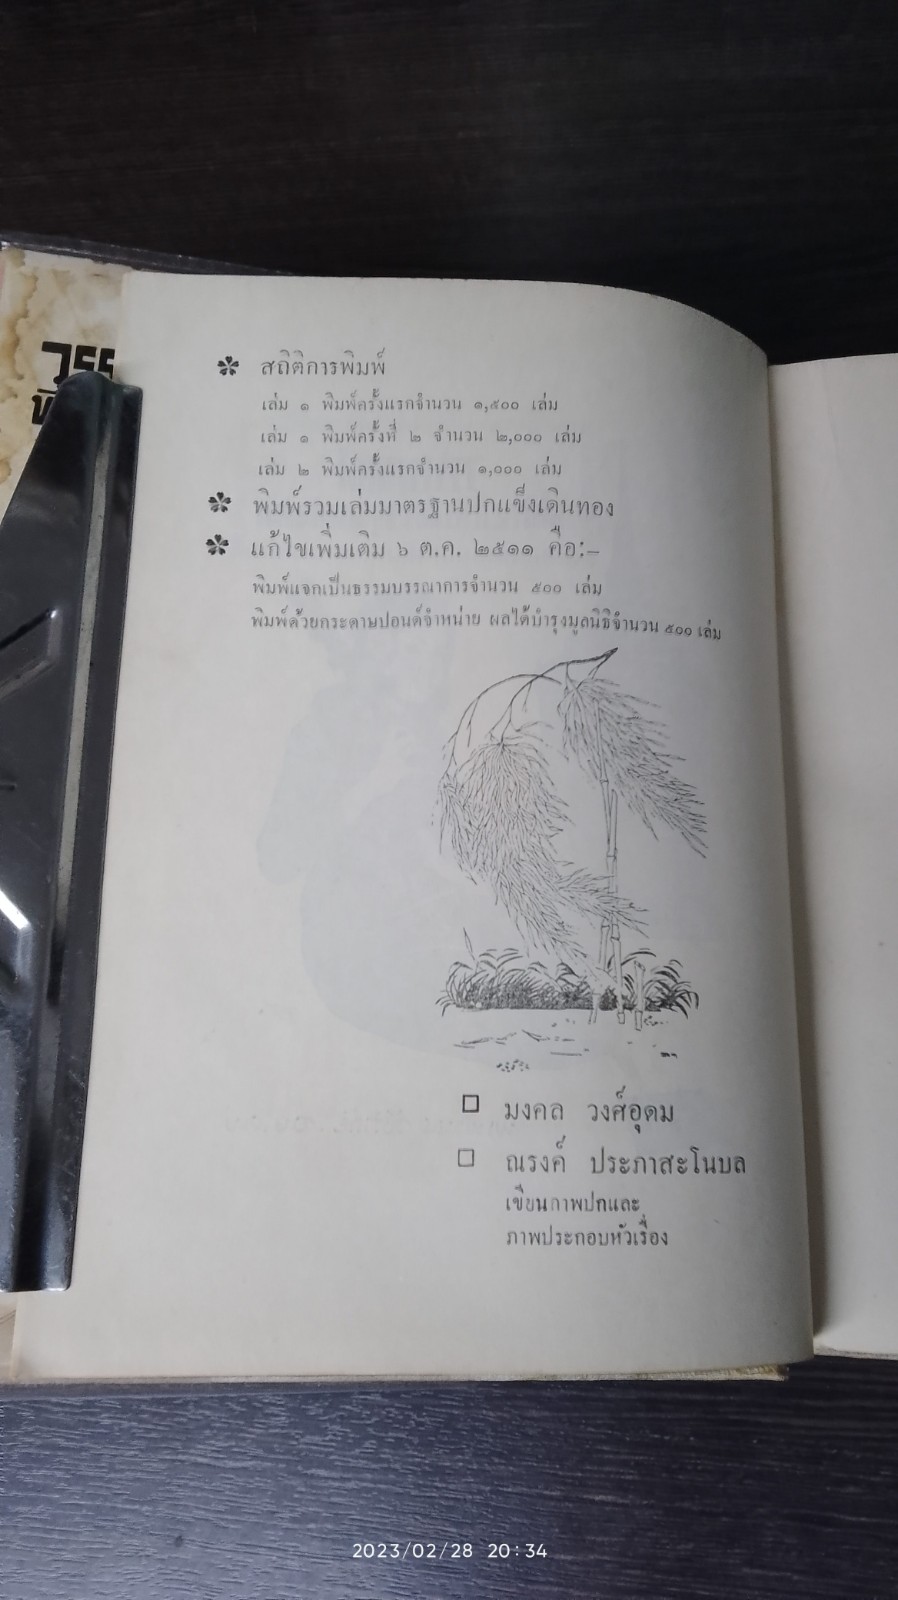 วรร
✽ สถิติการพิมพ์
เล่ม ๑ พิมพ์ครั้งแรกจำนวน ๑,๕๐๐ เล่ม
เล่ม ๑ พิมพ์ครั้งที่ ๒ จำนวน ๒,๐๐๐ เล่ม
เล่ม ๒ พิมพ์ครั้งแรกจำนวน ๑,๐๐๐ เล่ม
✽ พิมพ์รวมเล่มมาตรฐานปกแข็งเดินทอง
✽ แก้ไขเพิ่มเติม ๖ ต.ค. ๒๕๑๑ คือ:–
พิมพ์แจกเป็นธรรมบรรณาการจำนวน ๕๐๐ เล่ม
พิมพ์ด้วยกระดาษปอนด์จำหน่าย ผลได้บำรุงมูลนิธิจำนวน ๕๐๐ เล่ม
□ มงคล วงศ์อุดม
□ ณรงค์ ประภาสะโนบล
เขียนภาพปกและ
ภาพประกอบหัวเรื่อง
2023/02/28 20:34